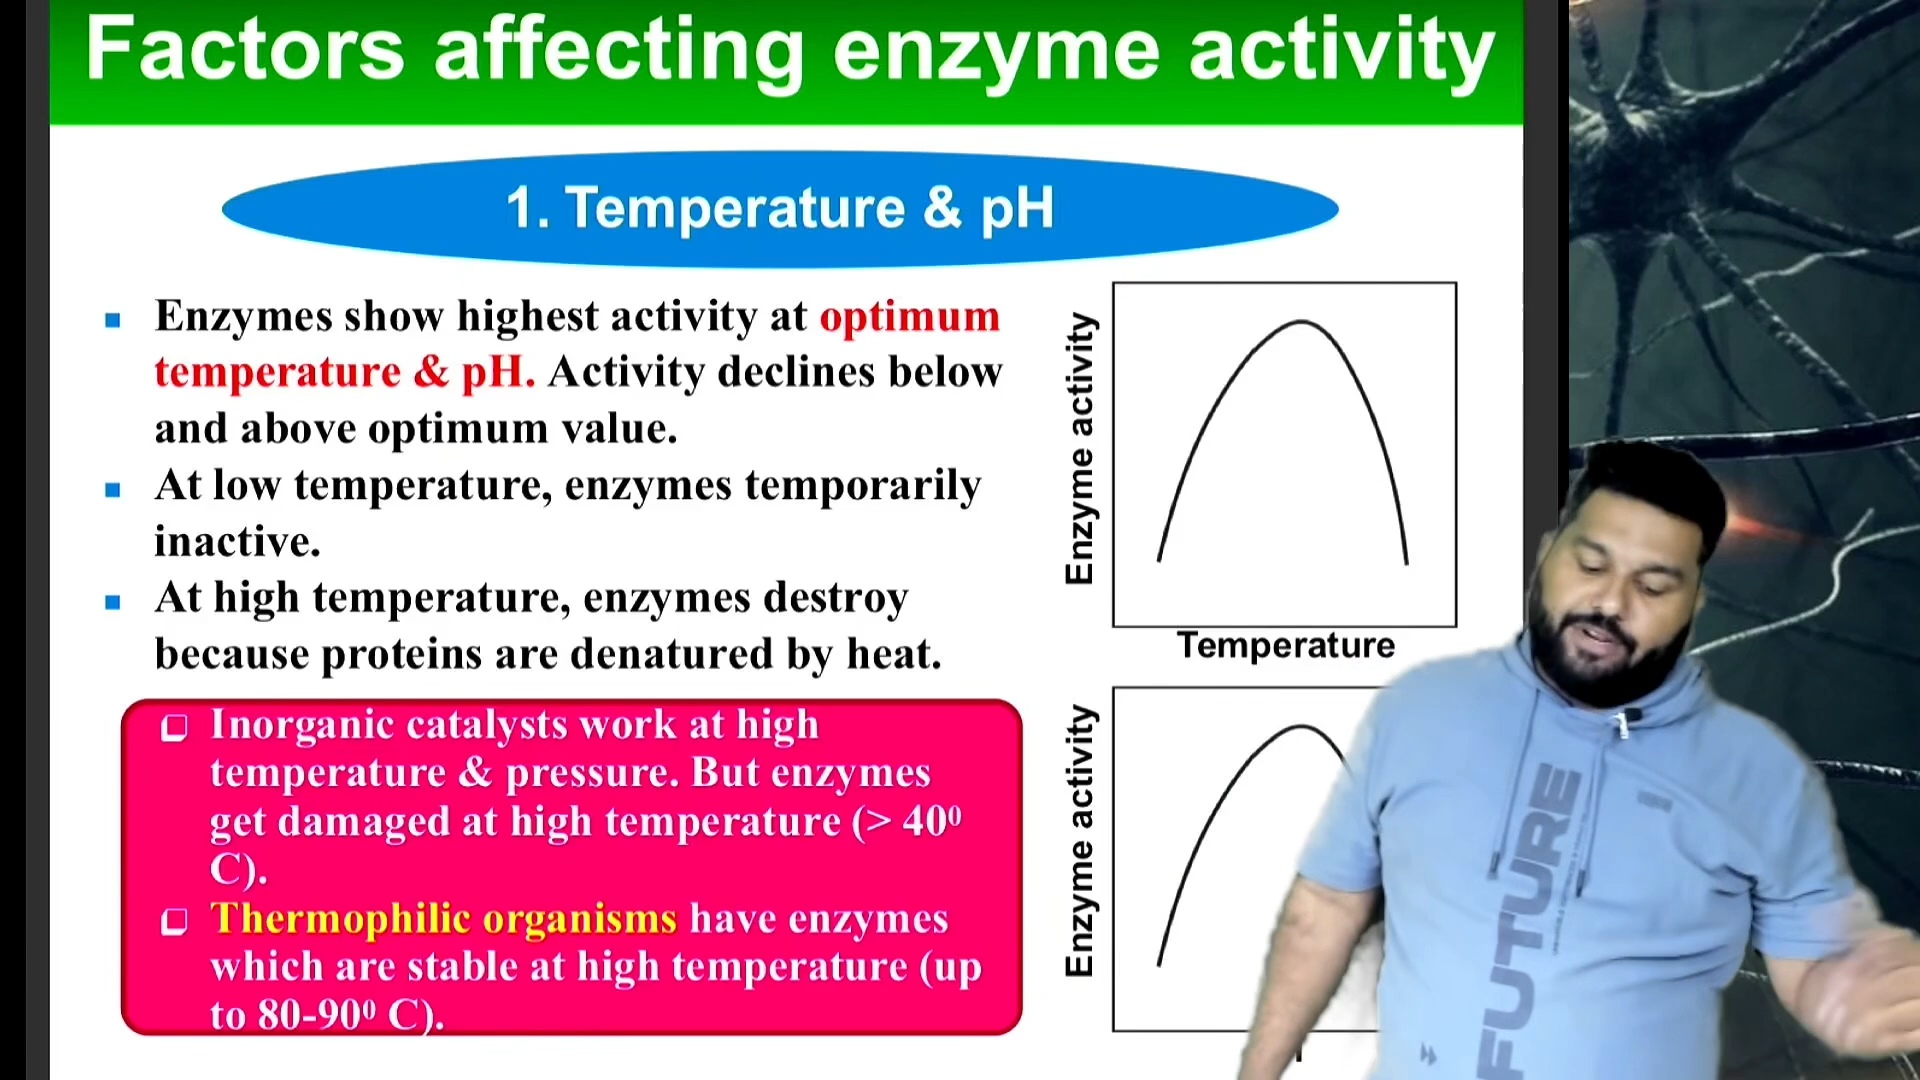 Factors affecting enzyme activity
1. Temperature & pH
Enzymes show highest activity at optimum
temperature & pH. Activity declines below
and above optimum value.
At low temperature, enzymes temporarily
inactive.
At high temperature, enzymes destroy
because proteins are denatured by heat.
Inorganic catalysts work at high
temperature & pressure. But enzymes
get damaged at high temperature (> 40⁰
C).
Thermophilic organisms have enzymes
which are stable at high temperature (up
to 80-90⁰ C).
Enzyme activity
Temperature
Enzyme activity
FUTURE